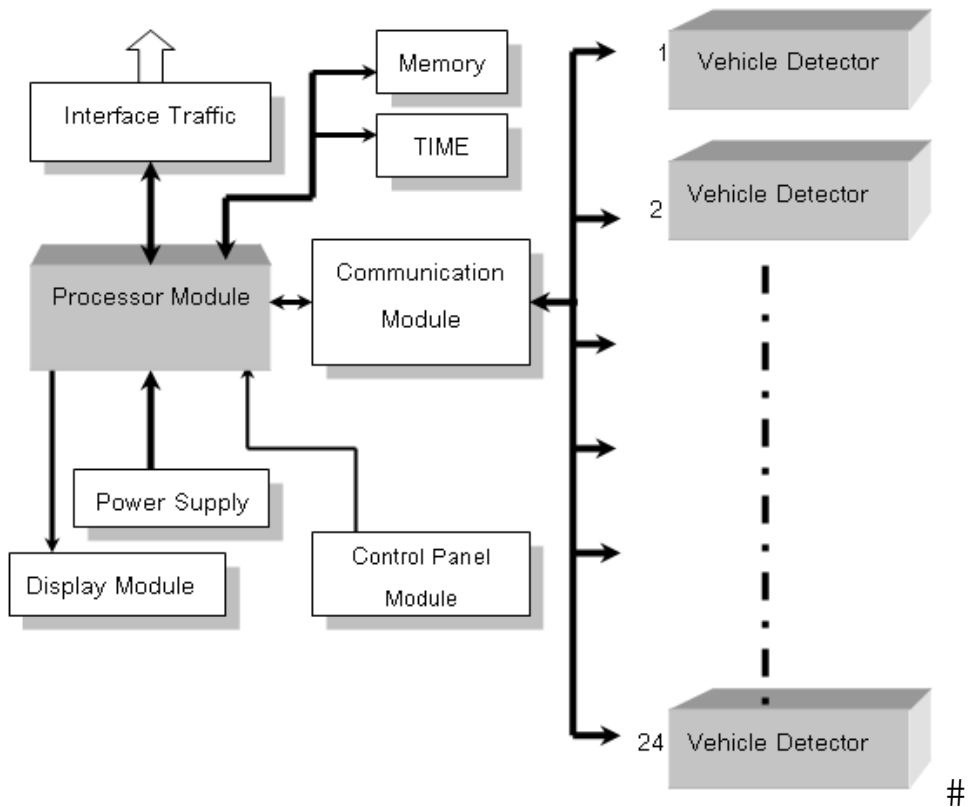 Interface Traffic
Memory
TIME
1
Vehicle Detector
2
Vehicle Detector
Processor Module
Communication
Module
Power Supply
Display Module
Control Panel
Module
24
Vehicle Detector
#